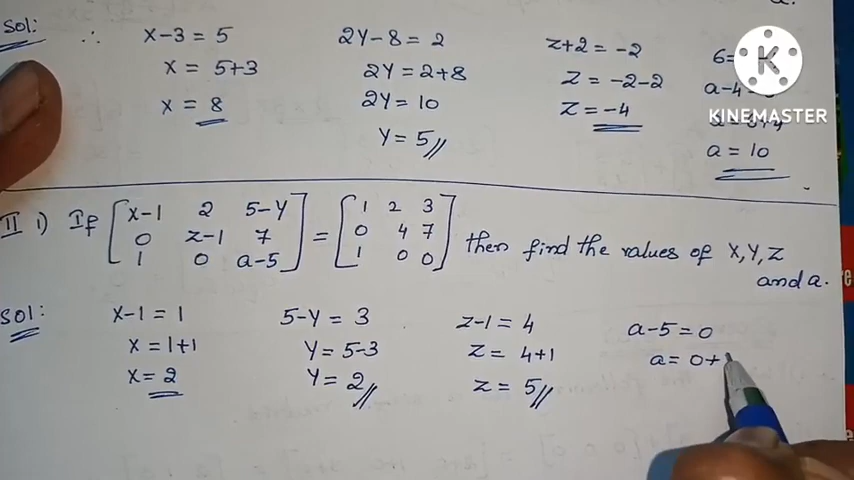 a.
Sol:
∴ x-3 = 5 2Y-8 = 2 z+2 = -2 6=
x = 5+3 2Y = 2+8 z = -2-2 a-4
x = 8 2Y = 10 z = -4
Y = 5 a = 10
K
KINEMASTER
II i) If [x-1 2 5-Y] = [1 2 3]
[0 z-1 7] [0 4 7] then find the values of X,Y,Z
[1 0 a-5] [1 0 0] and a.
Sol: x-1 = 1 5-Y = 3 z-1 = 4 a-5 = 0
x = 1+1 Y = 5-3 z = 4+1 a = 0+
x = 2 Y = 2 z = 5